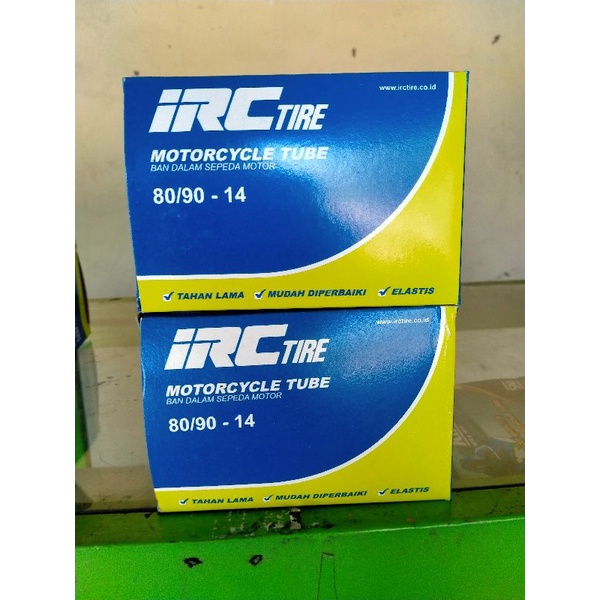 IRC TIRE
www.irctire.co.id
MOTORCYCLE TUBE
BAN DALAM SEPEDA MOTOR
80/90 - 14
TAHAN LAMA MUDAH DIPERBAIKI ELASTIS
IRC TIRE
www.irctire.co.id
MOTORCYCLE TUBE
BAN DALAM SEPEDA MOTOR
80/90 - 14
TAHAN LAMA MUDAH DIPERBAIKI ELASTIS